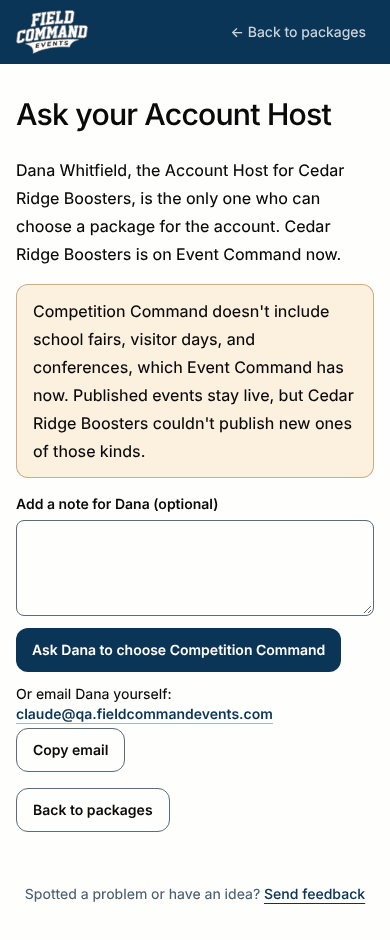 FIELD
COMMAND
EVENTS
← Back to packages
Ask your Account Host
Dana Whitfield, the Account Host for Cedar
Ridge Boosters, is the only one who can
choose a package for the account. Cedar
Ridge Boosters is on Event Command now.
Competition Command doesn't include
school fairs, visitor days, and
conferences, which Event Command has
now. Published events stay live, but Cedar
Ridge Boosters couldn't publish new ones
of those kinds.
Add a note for Dana (optional)
Ask Dana to choose Competition Command
Or email Dana yourself:
claude@qa.fieldcommandevents.com
Copy email
Back to packages
Spotted a problem or have an idea? Send feedback